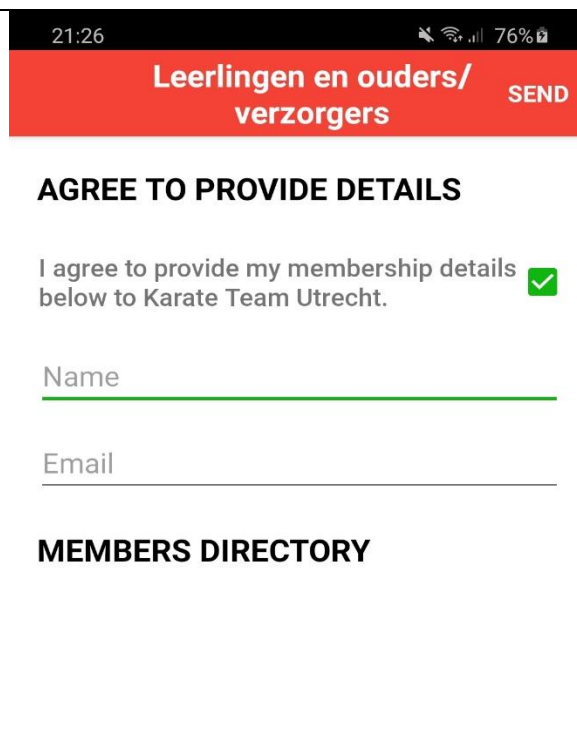 21:26 76%
Leerlingen en ouders/
verzorgers
SEND
AGREE TO PROVIDE DETAILS
I agree to provide my membership details
below to Karate Team Utrecht.
Name
Email
MEMBERS DIRECTORY